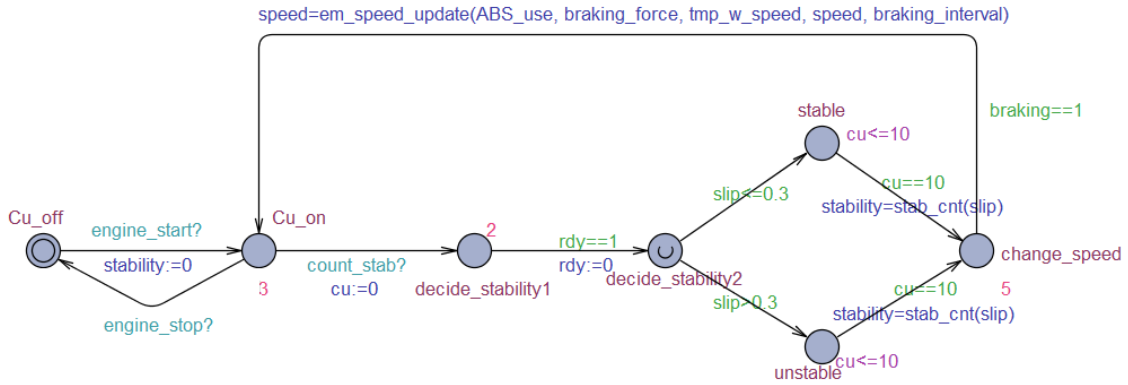 speed=em_speed_update(ABS_use, braking_force, tmp_w_speed, speed, braking_interval)
stable
braking==1
cu<=10
slip<=0.3
cu==10
stability=stab_cnt(slip)
Cu_off
engine_start?
Cu_on
2
rdy==1
stability:=0
count_stab?
rdy:=0
decide_stability2
change_speed
3
cu:=0
decide_stability1
5
slip>0.3
cu==10
stability=stab_cnt(slip)
engine_stop?
cu<=10
unstable